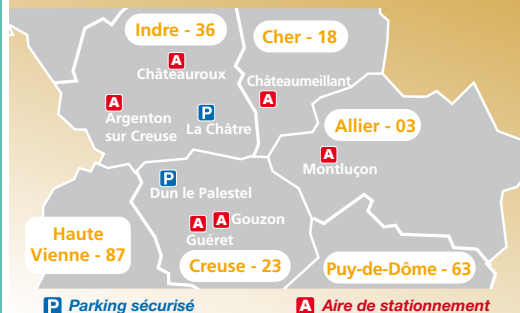 Indre - 36
Cher - 18
A
Châteauroux
Châteaumeillant
A
A
Argenton
sur Creuse
P
La Châtre
Allier - 03
A
Montluçon
P
Dun le Palestel
A
Gouzon
A
Guéret
Haute
Vienne - 87
Creuse - 23
Puy-de-Dôme - 63
P Parking sécurisé
A Aire de stationnement